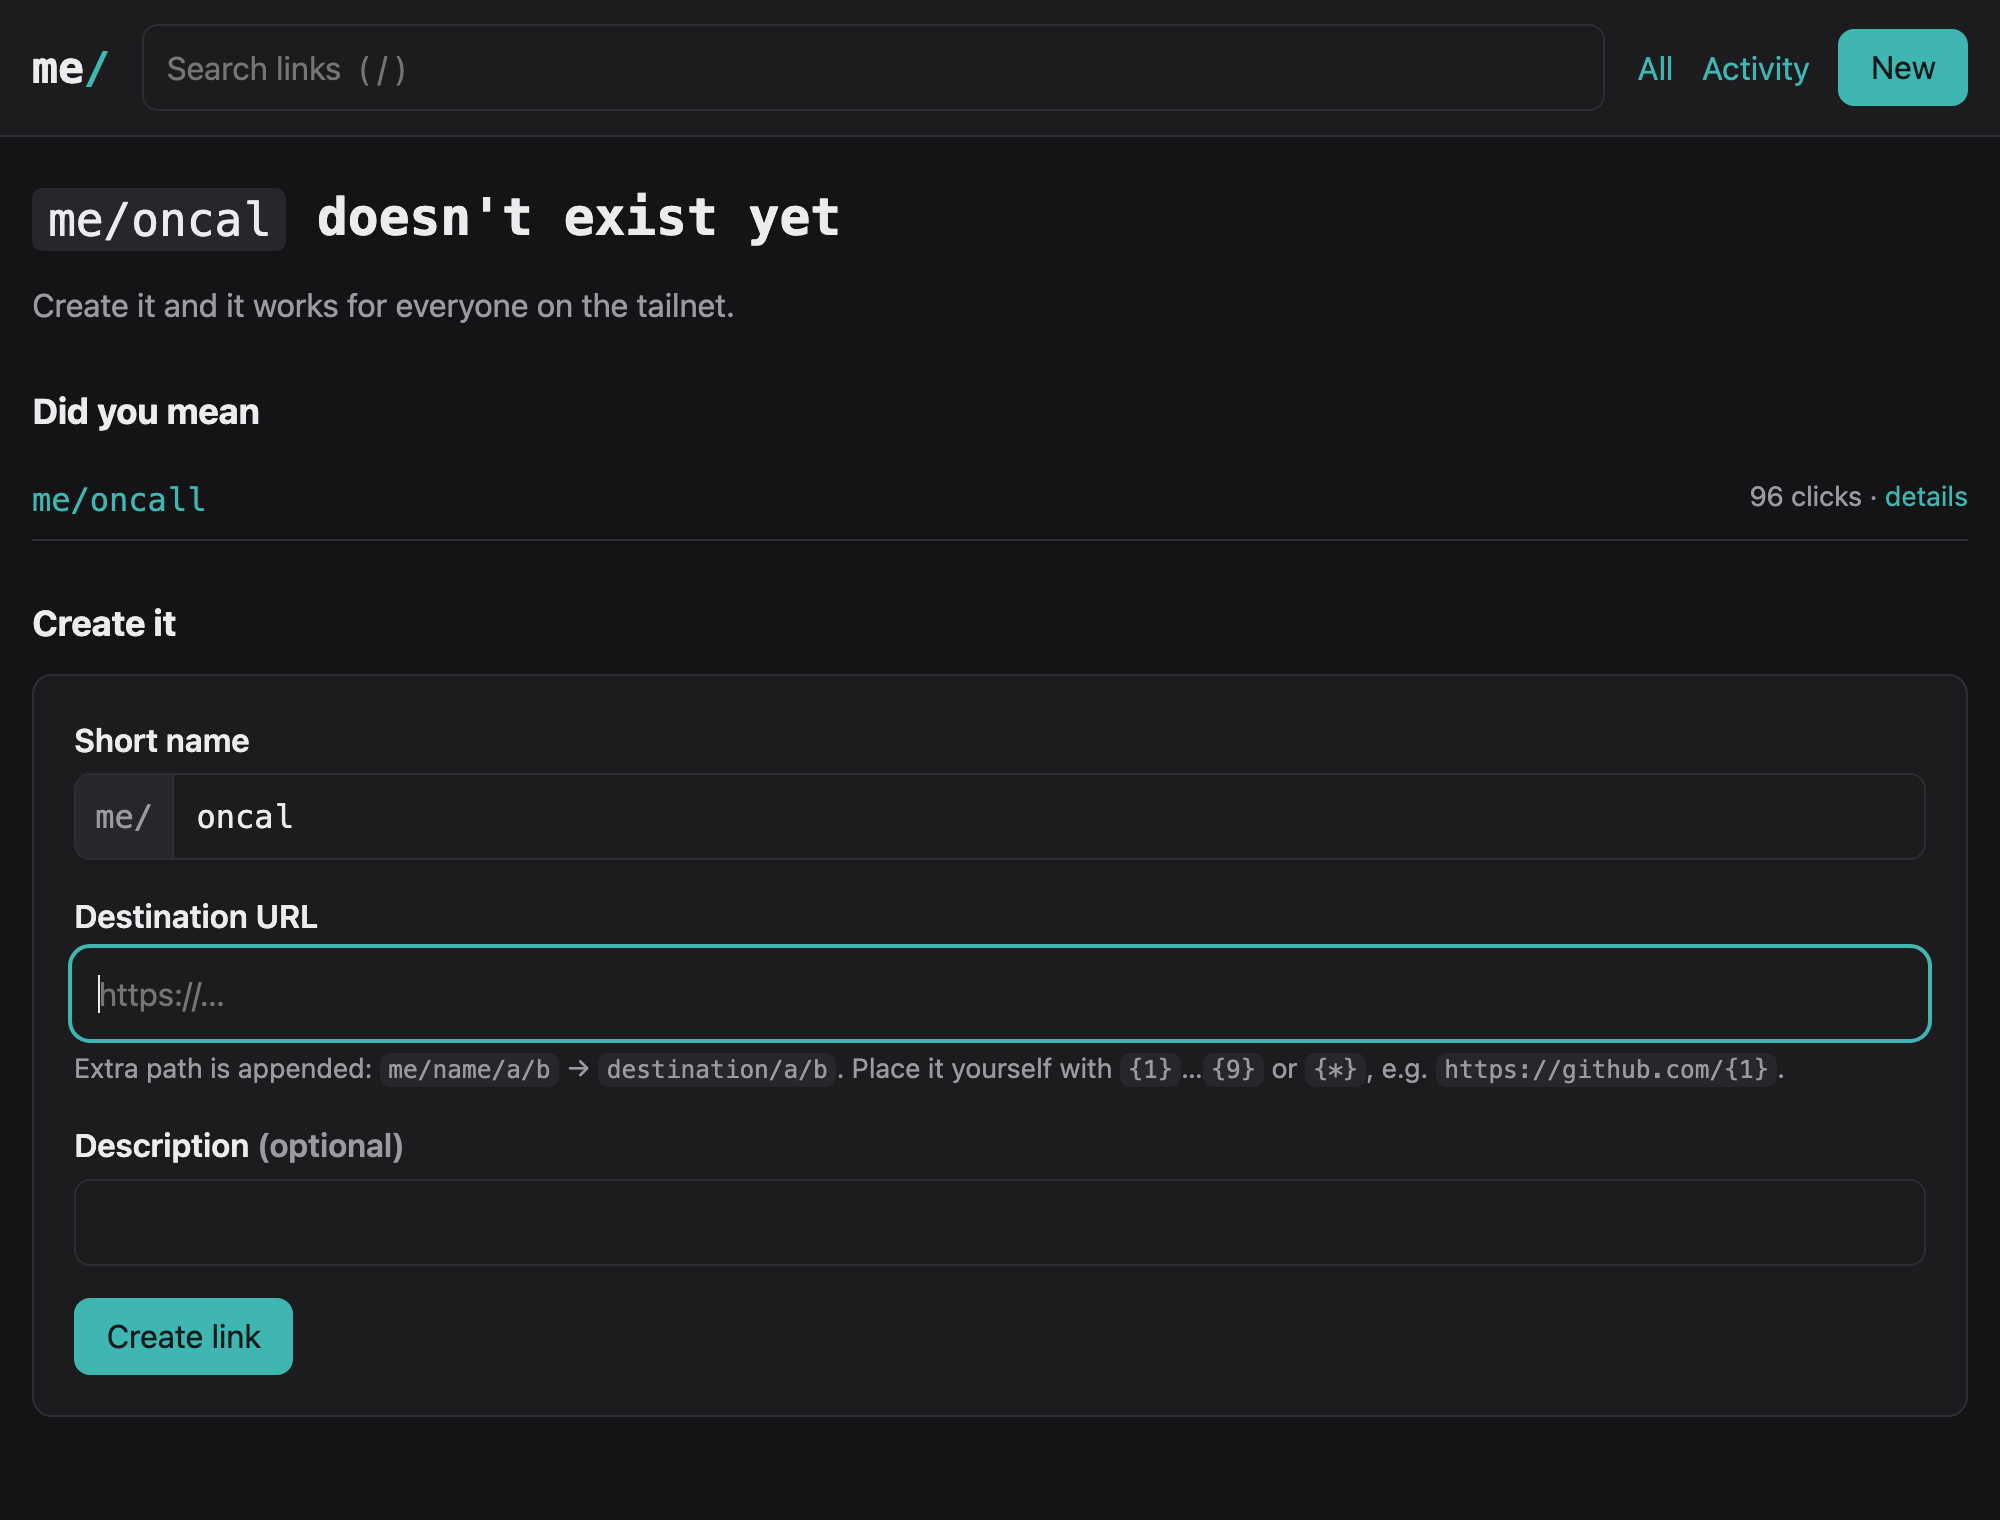 me/ Search links (/) All Activity New
me/oncal doesn't exist yet
Create it and it works for everyone on the tailnet.
Did you mean
me/oncall 96 clicks · details
Create it
Short name
me/ oncal
Destination URL
https://...
Extra path is appended: me/name/a/b → destination/a/b. Place it yourself with {1}...{9} or {*}, e.g. https://github.com/{1}.
Description (optional)
Create link